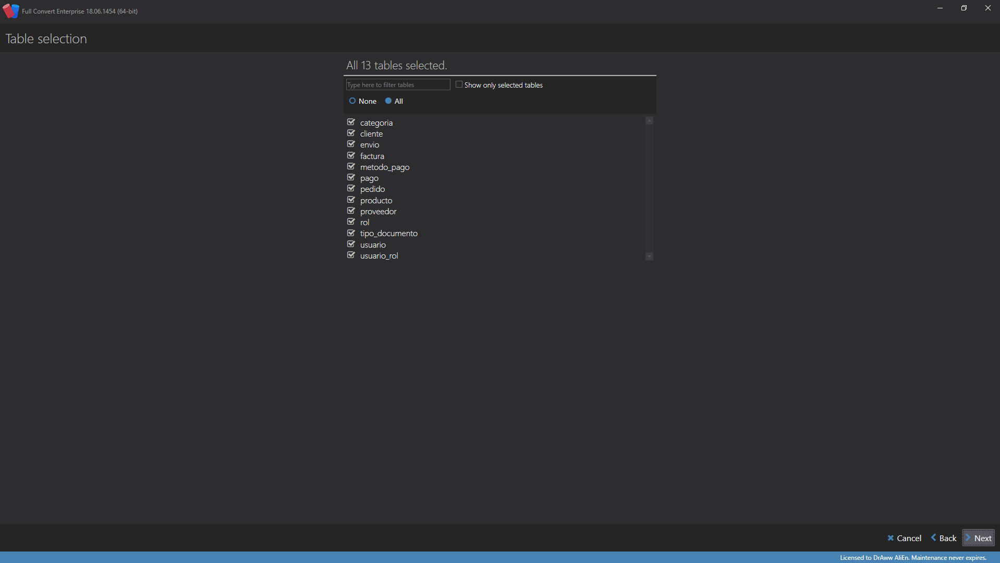 Full Convert Enterprise 18.06.1454 (64-bit)
Table selection
All 13 tables selected.
Type here to filter tables
Show only selected tables
None All
categoria
cliente
envio
factura
metodo_pago
pago
pedido
producto
proveedor
rol
tipo_documento
usuario
usuario_rol
Cancel Back Next
Licensed to DrAww AliEn. Maintenance never expires.